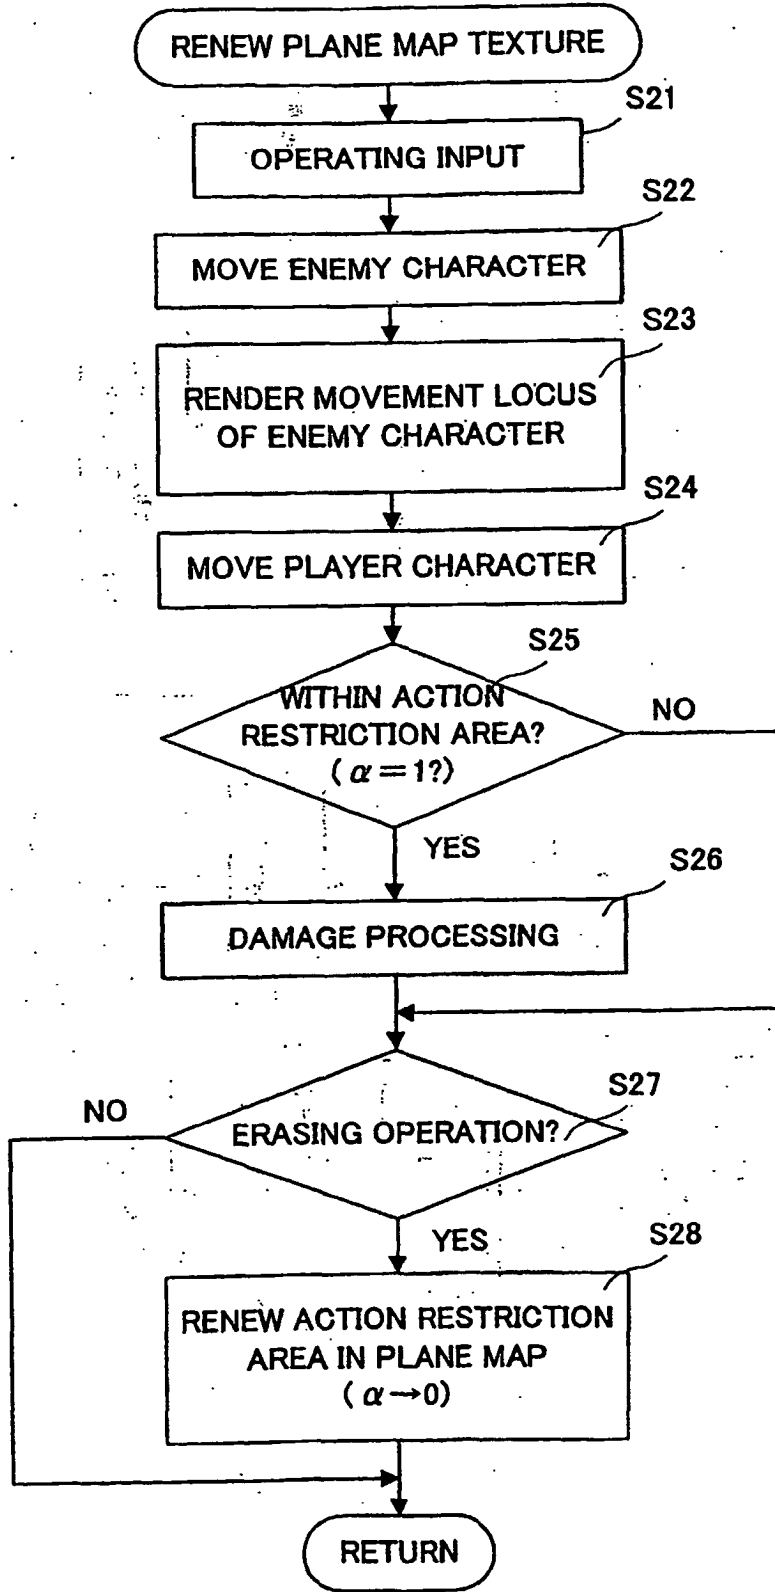 RENEW PLANE MAP TEXTURE
S21
OPERATING INPUT
S22
MOVE ENEMY CHARACTER
S23
RENDER MOVEMENT LOCUS
OF ENEMY CHARACTER
S24
MOVE PLAYER CHARACTER
S25
WITHIN ACTION
RESTRICTION AREA?
(α=1?)
NO
YES
S26
DAMAGE PROCESSING
S27
NO
ERASING OPERATION?
YES
S28
RENEW ACTION RESTRICTION
AREA IN PLANE MAP
(α→0)
RETURN